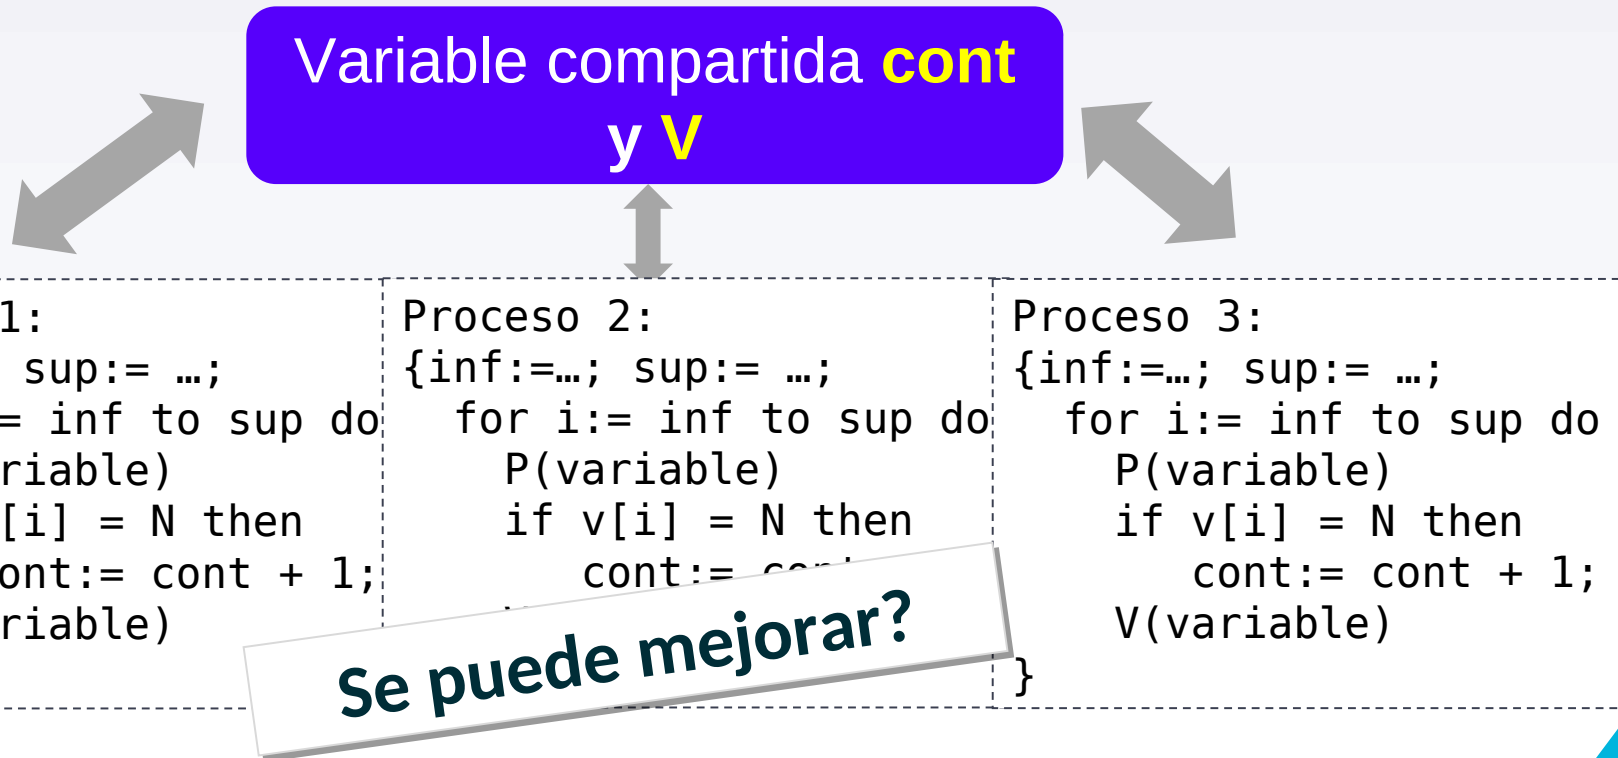 Variable compartida cont
y V
1:
sup:= …;
= inf to sup do
riable)
[i] = N then
ont:= cont + 1;
riable)
Proceso 2:
{inf:=…; sup:= …;
for i:= inf to sup do
P(variable)
if v[i] = N then
cont:= cont
Proceso 3:
{inf:=…; sup:= …;
for i:= inf to sup do
P(variable)
if v[i] = N then
cont:= cont + 1;
V(variable)
}
Se puede mejorar?